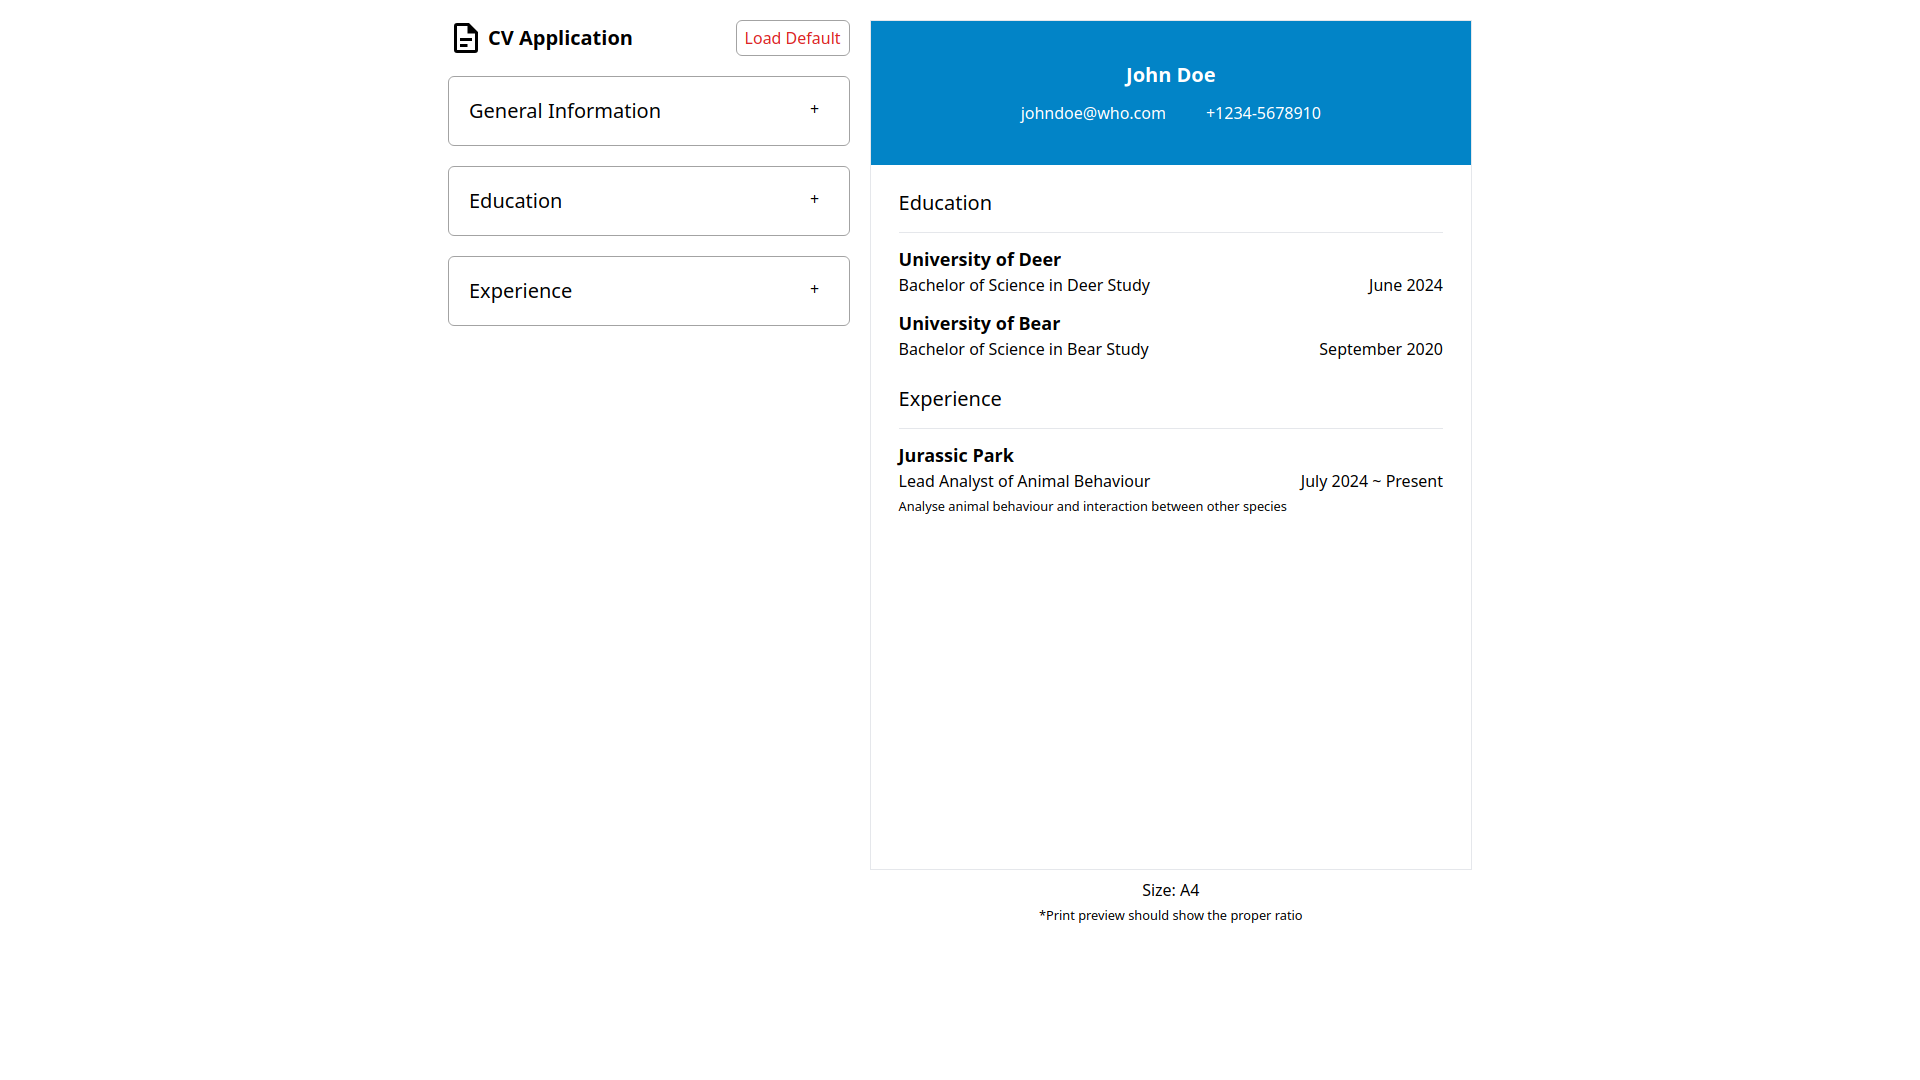 CV Application
Load Default
General Information +
Education +
Experience +
John Doe
johndoe@who.com +1234-5678910
Education
University of Deer
Bachelor of Science in Deer Study June 2024
University of Bear
Bachelor of Science in Bear Study September 2020
Experience
Jurassic Park
Lead Analyst of Animal Behaviour July 2024 ~ Present
Analyse animal behaviour and interaction between other species
Size: A4
*Print preview should show the proper ratio